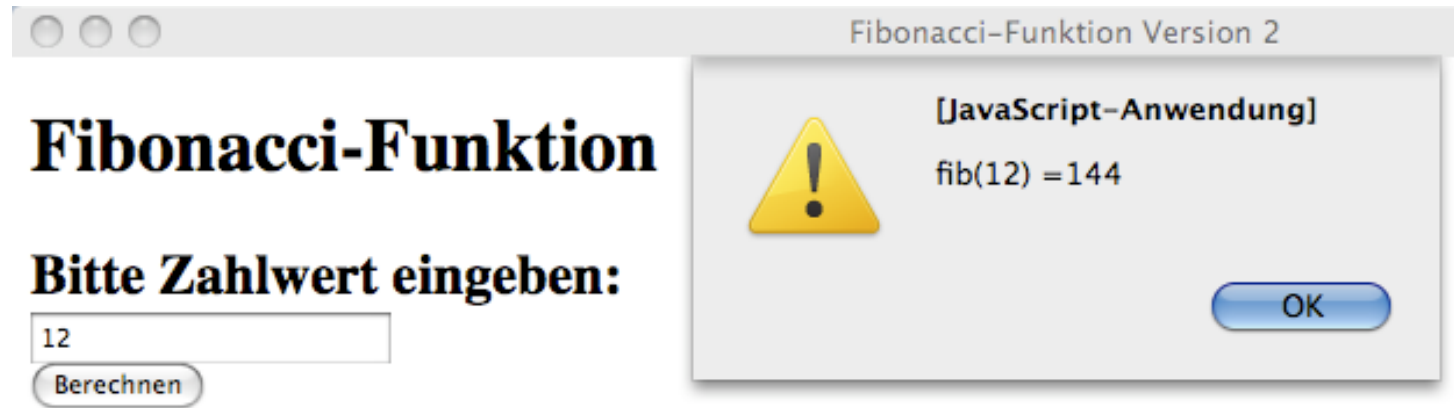 Fibonacci-Funktion Version 2
Fibonacci-Funktion
Bitte Zahlwert eingeben:
12
Berechnen
[JavaScript-Anwendung]
fib(12) =144
OK